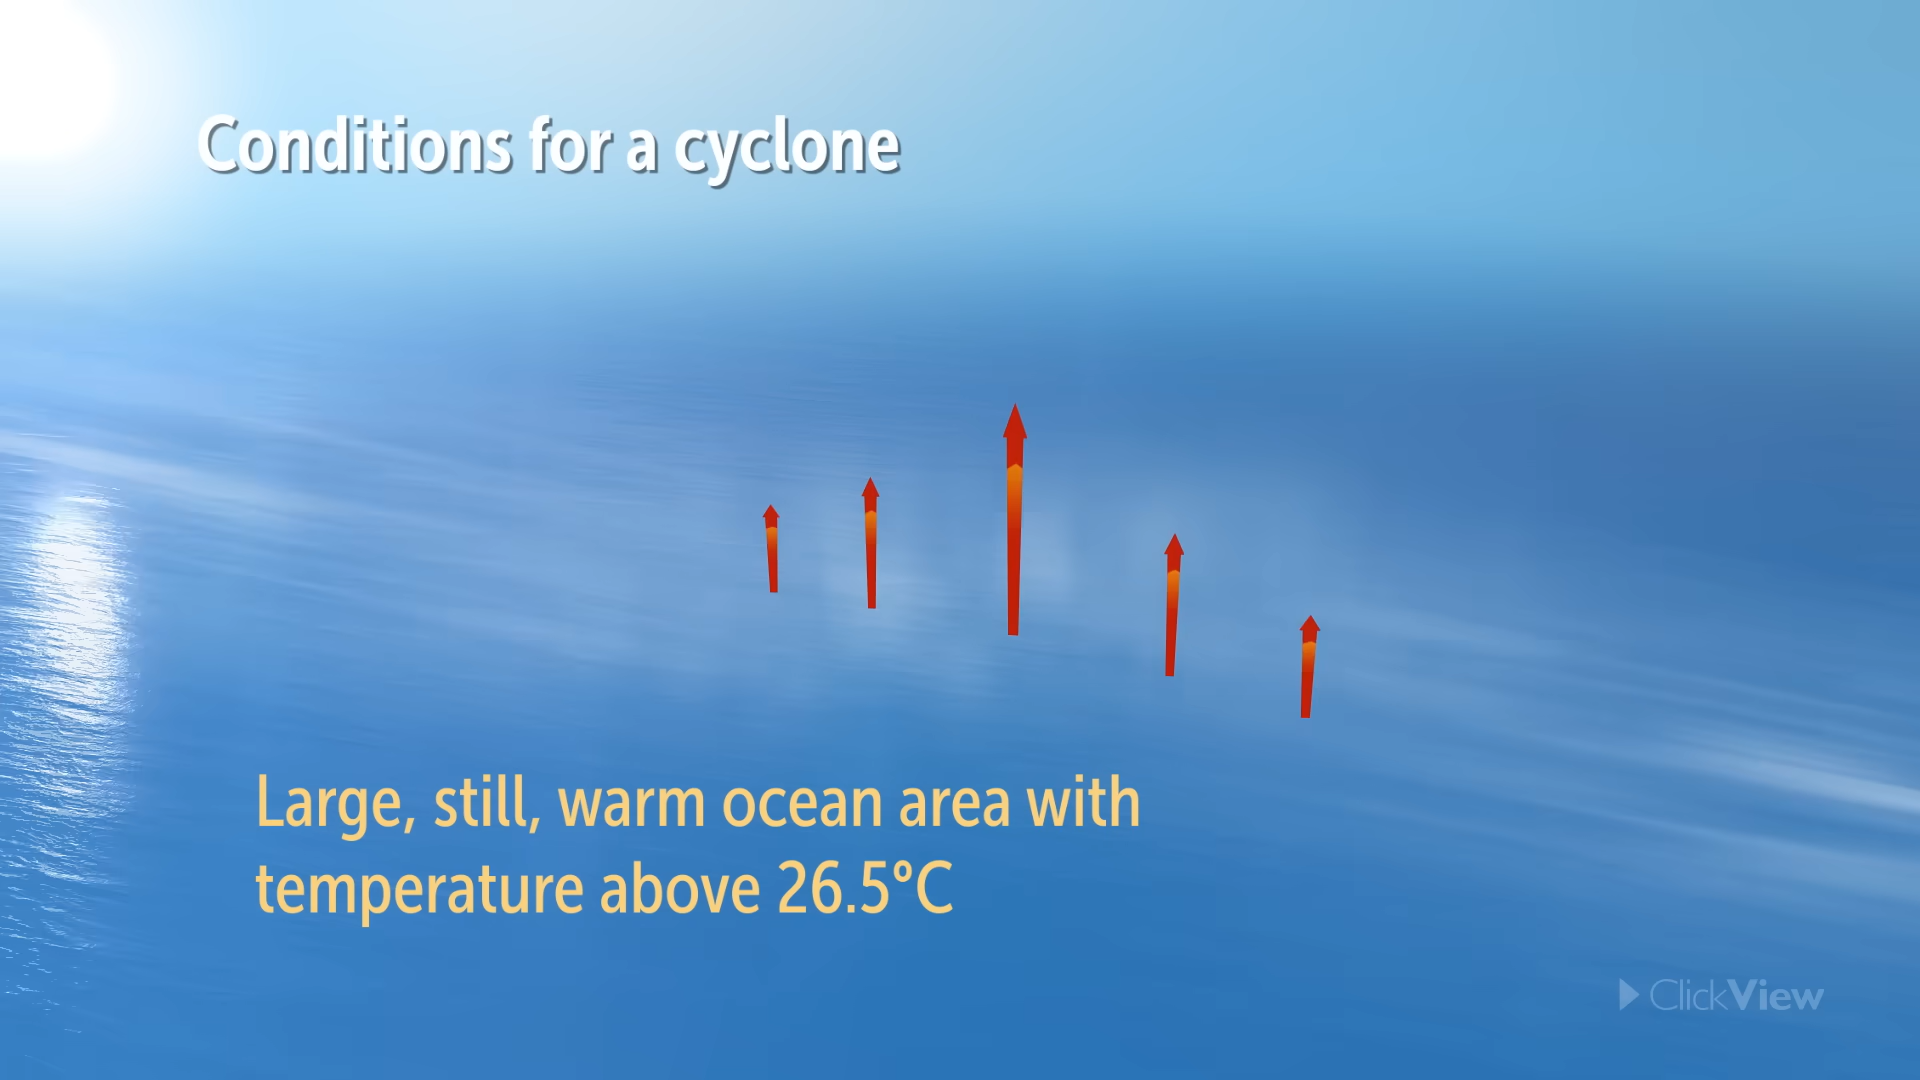 Conditions for a cyclone
Large, still, warm ocean area with
temperature above 26.5°C
ClickView